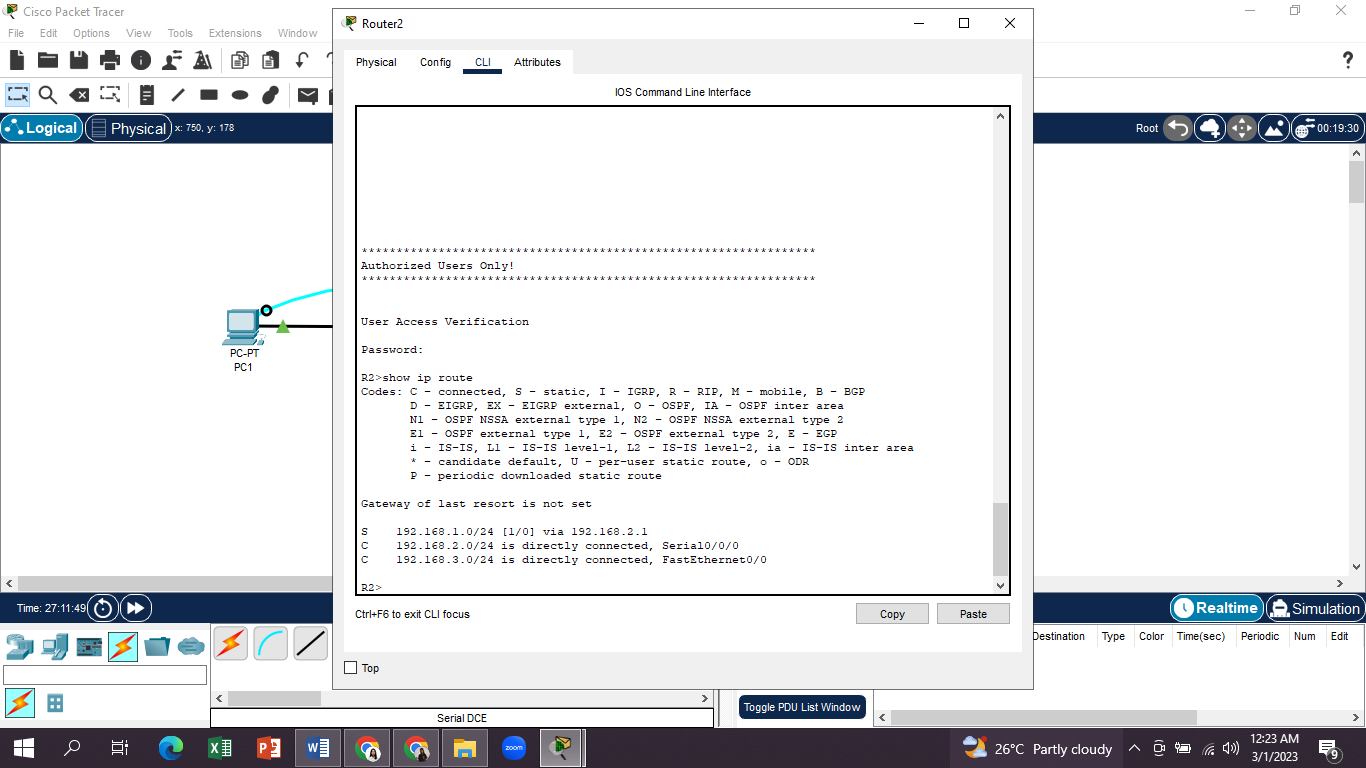 Cisco Packet Tracer
File Edit Options View Tools Extensions Window
Logical Physical x: 750, y: 178
Root 00:19:30
PC-PT
PC1
Router2
Physical Config CLI Attributes
IOS Command Line Interface
*****************************************************************
Authorized Users Only!
*****************************************************************
User Access Verification
Password:
R2>show ip route
Codes: C - connected, S - static, I - IGRP, R - RIP, M - mobile, B - BGP
D - EIGRP, EX - EIGRP external, O - OSPF, IA - OSPF inter area
N1 - OSPF NSSA external type 1, N2 - OSPF NSSA external type 2
E1 - OSPF external type 1, E2 - OSPF external type 2, E - EGP
i - IS-IS, L1 - IS-IS level-1, L2 - IS-IS level-2, ia - IS-IS inter area
* - candidate default, U - per-user static route, o - ODR
P - periodic downloaded static route
Gateway of last resort is not set
S 192.168.1.0/24 [1/0] via 192.168.2.1
C 192.168.2.0/24 is directly connected, Serial0/0/0
C 192.168.3.0/24 is directly connected, FastEthernet0/0
R2>
Ctrl+F6 to exit CLI focus
Copy Paste
Top
Time: 27:11:49
Realtime Simulation
Destination Type Color Time(sec) Periodic Num Edit
Toggle PDU List Window
Serial DCE
zoom
26°C Partly cloudy
12:23 AM
3/1/2023
9